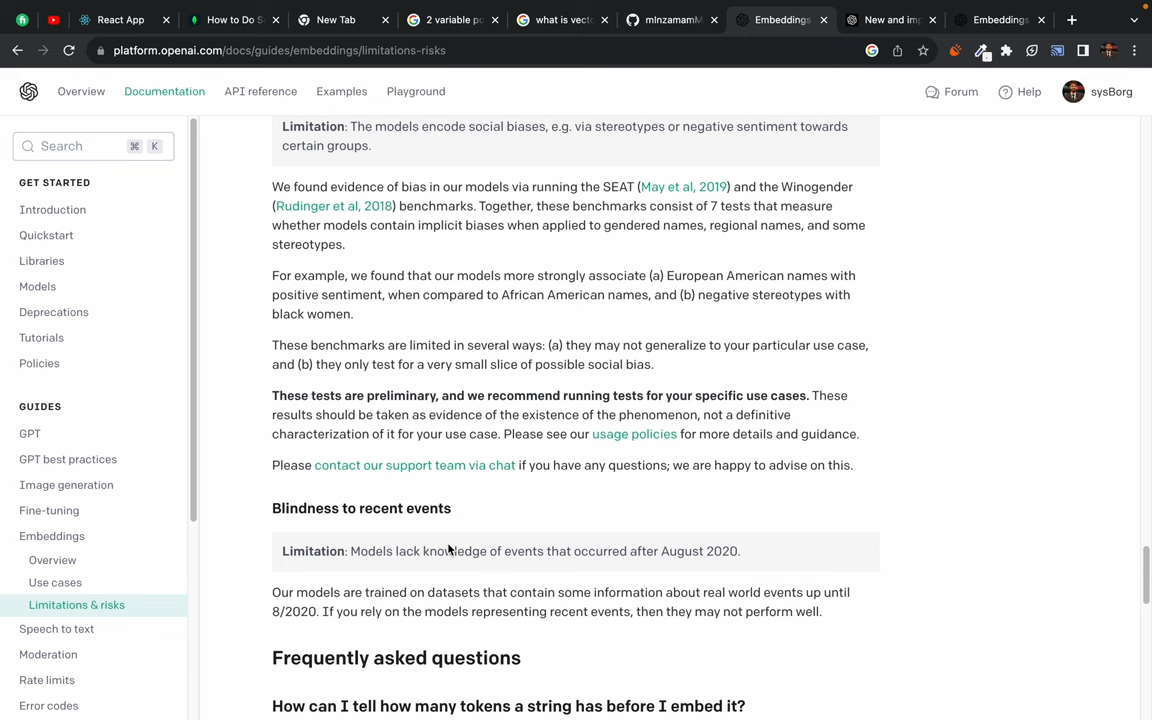 React App
How to Do S
New Tab
2 variable po
what is vect
mInzamamM
Embeddings
New and imp
Embeddings
platform.openai.com/docs/guides/embeddings/limitations-risks
Overview
Documentation
API reference
Examples
Playground
Forum
Help
sysBorg
Search
⌘
K
GET STARTED
Introduction
Quickstart
Libraries
Models
Deprecations
Tutorials
Policies
GUIDES
GPT
GPT best practices
Image generation
Fine-tuning
Embeddings
Overview
Use cases
Limitations & risks
Speech to text
Moderation
Rate limits
Error codes
Limitation: The models encode social biases, e.g. via stereotypes or negative sentiment towards
certain groups.
We found evidence of bias in our models via running the SEAT (May et al, 2019) and the Winogender
(Rudinger et al, 2018) benchmarks. Together, these benchmarks consist of 7 tests that measure
whether models contain implicit biases when applied to gendered names, regional names, and some
stereotypes.
For example, we found that our models more strongly associate (a) European American names with
positive sentiment, when compared to African American names, and (b) negative stereotypes with
black women.
These benchmarks are limited in several ways: (a) they may not generalize to your particular use case,
and (b) they only test for a very small slice of possible social bias.
These tests are preliminary, and we recommend running tests for your specific use cases. These
results should be taken as evidence of the existence of the phenomenon, not a definitive
characterization of it for your use case. Please see our usage policies for more details and guidance.
Please contact our support team via chat if you have any questions; we are happy to advise on this.
Blindness to recent events
Limitation: Models lack knowledge of events that occurred after August 2020.
Our models are trained on datasets that contain some information about real world events up until
8/2020. If you rely on the models representing recent events, then they may not perform well.
Frequently asked questions
How can I tell how many tokens a string has before I embed it?